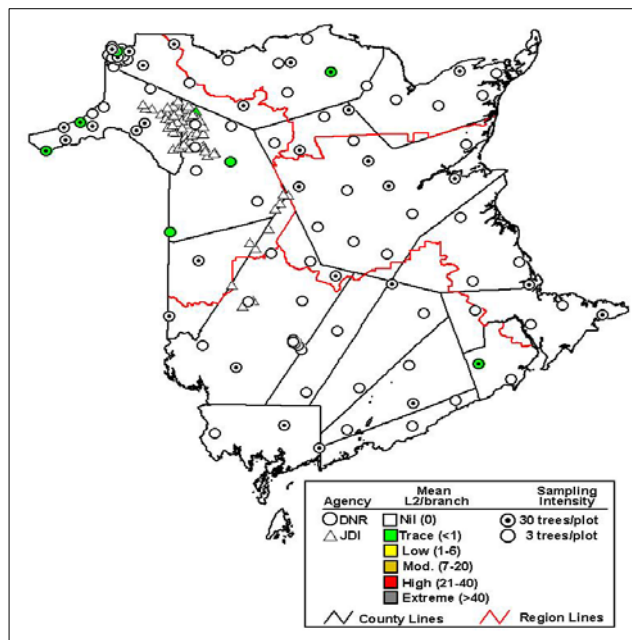 Agency Mean L2/branch Sampling Intensity
DNR Nil (0) 30 trees/plot
JDI Trace (<1) 3 trees/plot
Low (1-6)
Mod. (7-20)
High (21-40)
Extreme (>40)
County Lines Region Lines